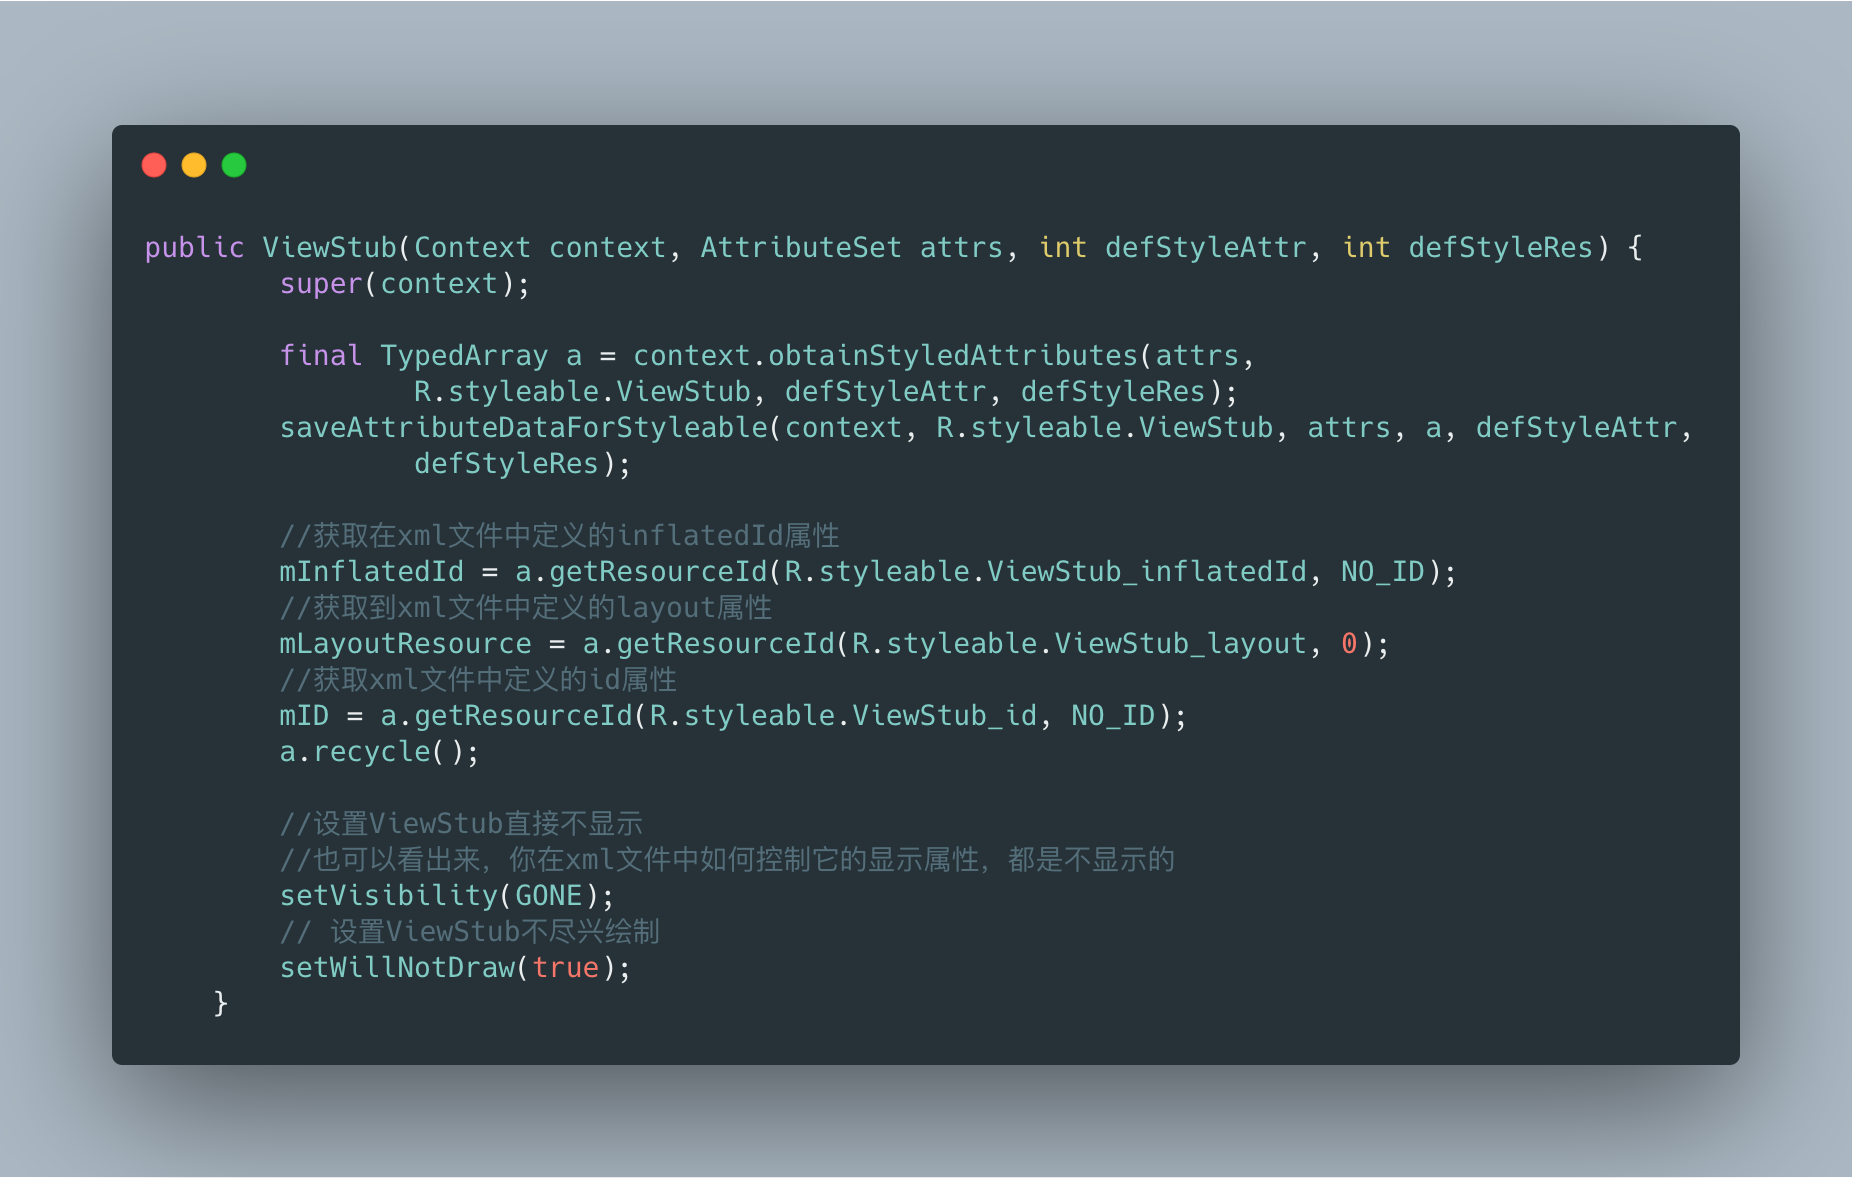 public ViewStub(Context context, AttributeSet attrs, int defStyleAttr, int defStyleRes) {
super(context);
final TypedArray a = context.obtainStyledAttributes(attrs,
R.styleable.ViewStub, defStyleAttr, defStyleRes);
saveAttributeDataForStyleable(context, R.styleable.ViewStub, attrs, a, defStyleAttr,
defStyleRes);
//获取在xml文件中定义的inflatedId属性
mInflatedId = a.getResourceId(R.styleable.ViewStub_inflatedId, NO_ID);
//获取到xml文件中定义的layout属性
mLayoutResource = a.getResourceId(R.styleable.ViewStub_layout, 0);
//获取xml文件中定义的id属性
mID = a.getResourceId(R.styleable.ViewStub_id, NO_ID);
a.recycle();
//设置ViewStub直接不显示
//也可以看出来，你在xml文件中如何控制它的显示属性，都是不显示的
setVisibility(GONE);
// 设置ViewStub不尽兴绘制
setWillNotDraw(true);
}